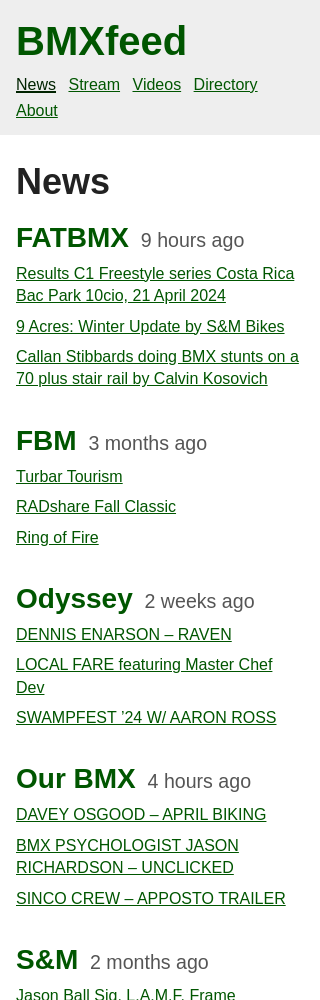 BMXfeed
News Stream Videos Directory
About
News
FATBMX 9 hours ago
Results C1 Freestyle series Costa Rica
Bac Park 10cio, 21 April 2024
9 Acres: Winter Update by S&M Bikes
Callan Stibbards doing BMX stunts on a
70 plus stair rail by Calvin Kosovich
FBM 3 months ago
Turbar Tourism
RADshare Fall Classic
Ring of Fire
Odyssey 2 weeks ago
DENNIS ENARSON – RAVEN
LOCAL FARE featuring Master Chef
Dev
SWAMPFEST ’24 W/ AARON ROSS
Our BMX 4 hours ago
DAVEY OSGOOD – APRIL BIKING
BMX PSYCHOLOGIST JASON
RICHARDSON – UNCLICKED
SINCO CREW – APPOSTO TRAILER
S&M 2 months ago
Jason Ball Sig. L.A.M.F. Frame